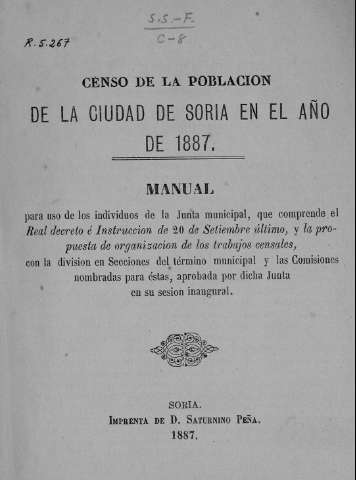 S.S.-F.
C-8
R.5.267
CENSO DE LA POBLACION
DE LA CIUDAD DE SORIA EN EL AÑO
DE 1887.
MANUAL
para uso de los individuos de la Junta municipal, que comprende el
Real decreto é Instruccion de 20 de Setiembre último, y la pro-
puesta de organizacion de los trabajos censales,
con la division en Secciones del término municipal y las Comisiones
nombradas para éstas, aprobada por dicha Junta
en su sesion inaugural.
SORIA.
IMPRENTA DE D. SATURNINO PEÑA.
1887.